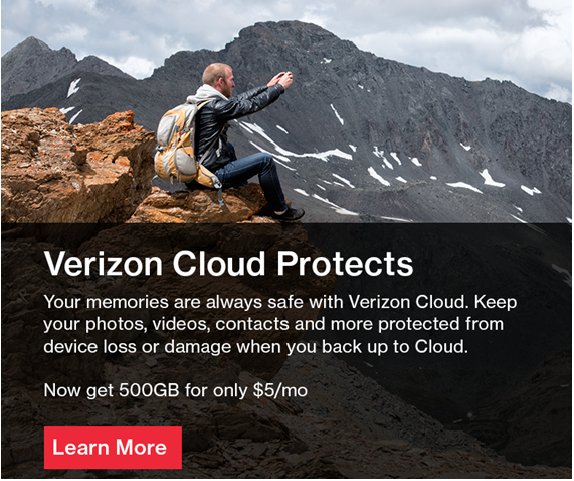 Verizon Cloud Protects
Your memories are always safe with Verizon Cloud. Keep
your photos, videos, contacts and more protected from
device loss or damage when you back up to Cloud.
Now get 500GB for only $5/mo
Learn More